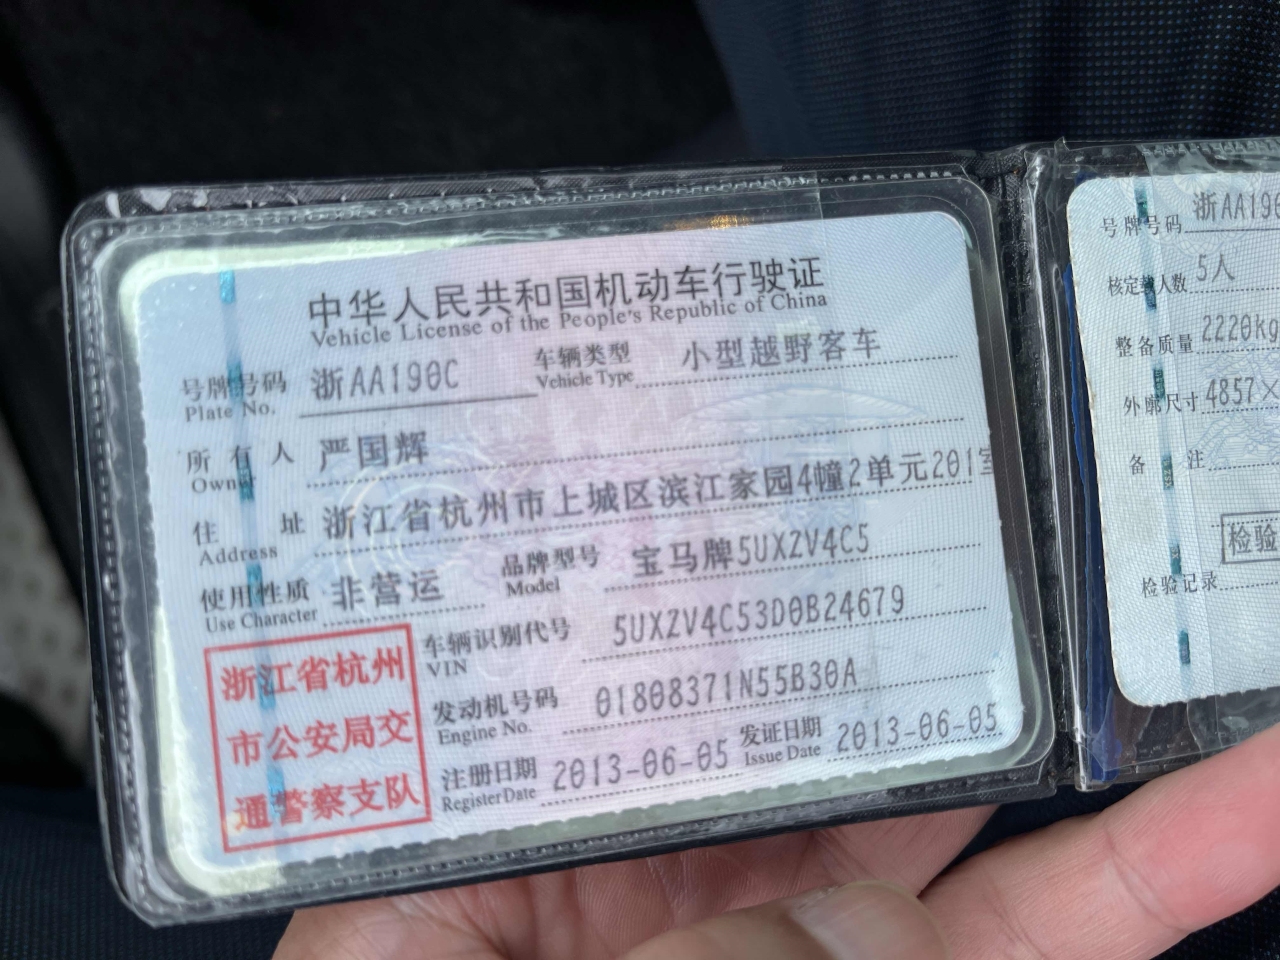 中华人民共和国机动车行驶证
Vehicle License of the People's Republic of China
号牌号码 浙AA190C 车辆类型 小型越野客车
Plate No. Vehicle Type
所有人 严国辉
Owner
住址 浙江省杭州市上城区滨江家园4幢2单元201室
Address
使用性质 非营运 品牌型号 宝马牌5UXZV4C5
Use Character Model
车辆识别代号 5UXZV4C53D0B24679
VIN
发动机号码 01808371N55B30A
Engine No.
注册日期 2013-06-05 发证日期 2013-06-05
Register Date Issue Date
浙江省杭州
市公安局交
通警察支队
号牌号码 浙AA190
核定载人数 5人
整备质量 2220kg
外廓尺寸 4857×
备注
检验
检验记录